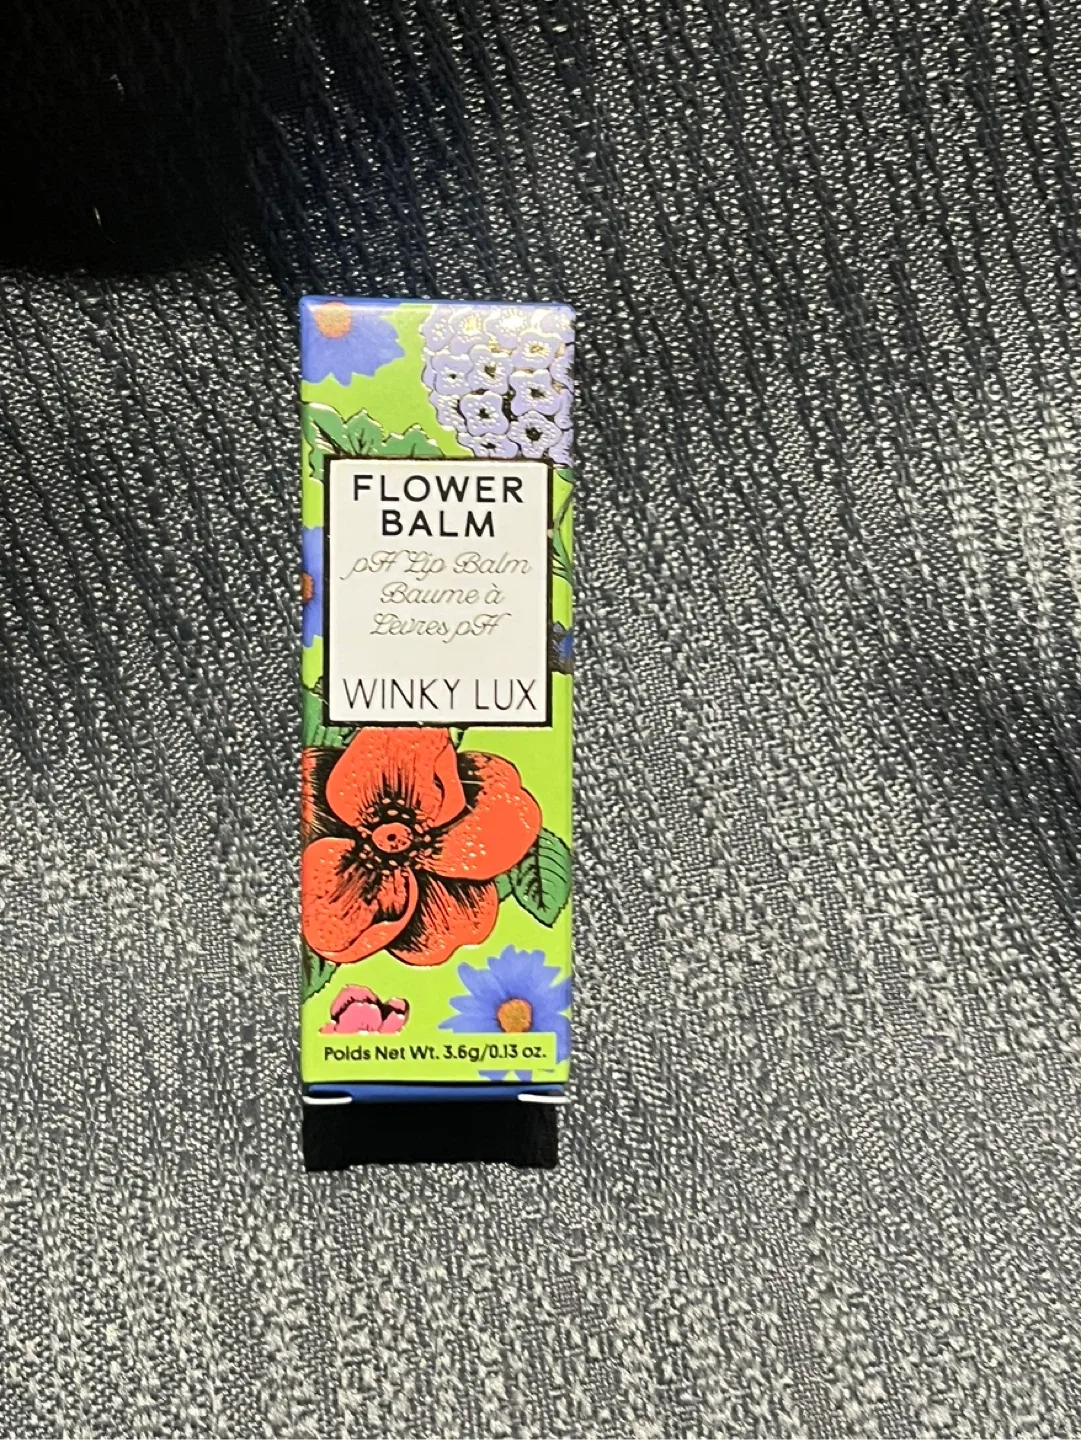 FLOWER
BALM
pH Lip Balm
Baume à
Lèvres pH
WINKY LUX
Poids Net Wt. 3.6g/0.13 oz.